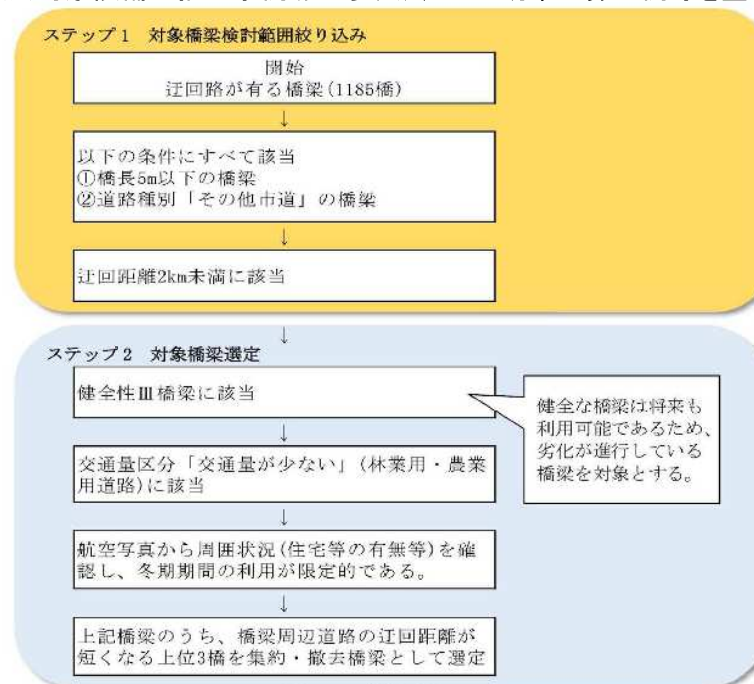 ステップ1 対象橋梁検討範囲絞り込み
開始
迂回路が有る橋梁(1185橋)
↓
以下の条件にすべて該当
①橋長5m以下の橋梁
②道路種別「その他市道」の橋梁
↓
迂回距離2km未満に該当
↓
ステップ2 対象橋梁選定
健全性Ⅲ橋梁に該当
健全な橋梁は将来も
利用可能であるため、
劣化が進行している
橋梁を対象とする。
↓
交通量区分「交通量が少ない」(林業用・農業
用道路)に該当
↓
航空写真から周囲状況(住宅等の有無等)を確
認し、冬期期間の利用が限定的である。
↓
上記橋梁のうち、橋梁周辺道路の迂回距離が
短くなる上位3橋を集約・撤去橋梁として選定